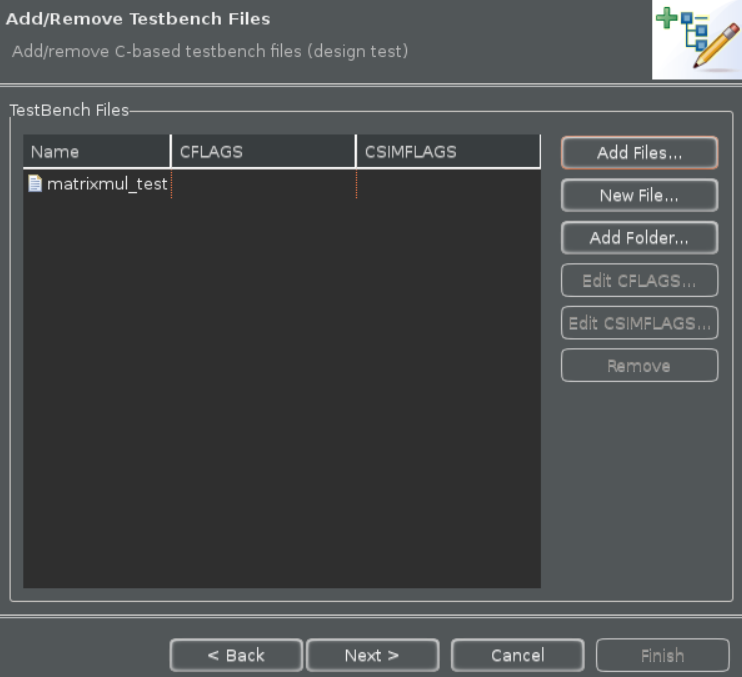 Add/Remove Testbench Files
Add/remove C-based testbench files (design test)
TestBench Files
Name CFLAGS CSIMFLAGS
matrixmul_test
Add Files...
New File...
Add Folder...
Edit CFLAGS...
Edit CSIMFLAGS...
Remove
< Back Next > Cancel Finish